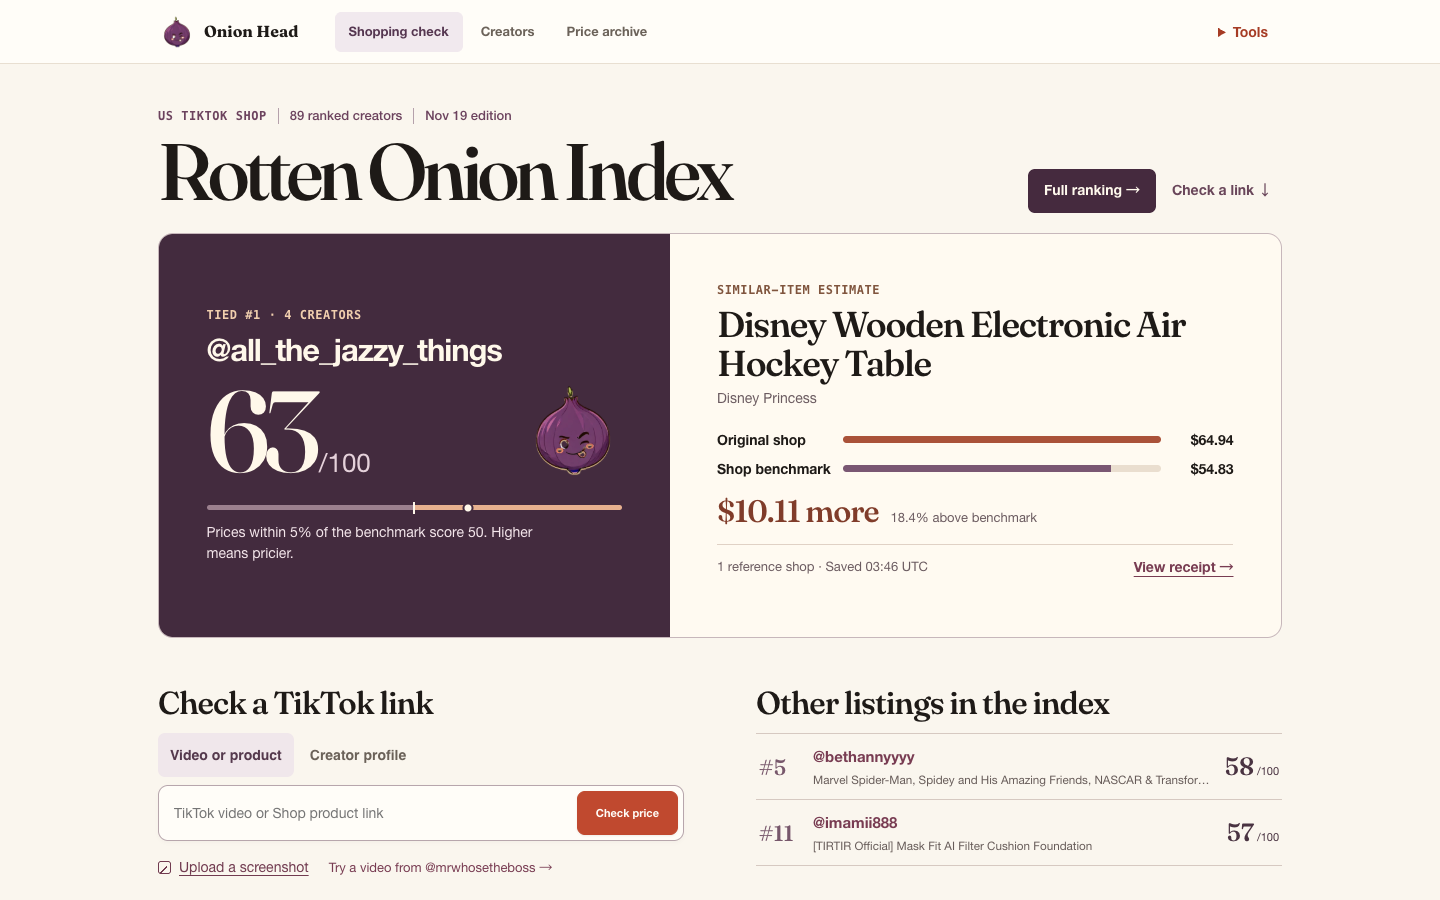 Onion Head
Shopping check
Creators
Price archive
Tools
US TIKTOK SHOP
89 ranked creators
Nov 19 edition
Rotten Onion Index
Full ranking →
Check a link ↓
TIED #1 · 4 CREATORS
@all_the_jazzy_things
63/100
Prices within 5% of the benchmark score 50. Higher
means pricier.
SIMILAR-ITEM ESTIMATE
Disney Wooden Electronic Air
Hockey Table
Disney Princess
Original shop $64.94
Shop benchmark $54.83
$10.11 more 18.4% above benchmark
1 reference shop · Saved 03:46 UTC
View receipt →
Check a TikTok link
Video or product
Creator profile
TikTok video or Shop product link
Check price
Upload a screenshot
Try a video from @mrwhosetheboss →
Other listings in the index
#5
@bethannyyyy
Marvel Spider-Man, Spidey and His Amazing Friends, NASCAR & Transfor...
58/100
#11
@imamii888
[TIRTIR Official] Mask Fit AI Filter Cushion Foundation
57/100